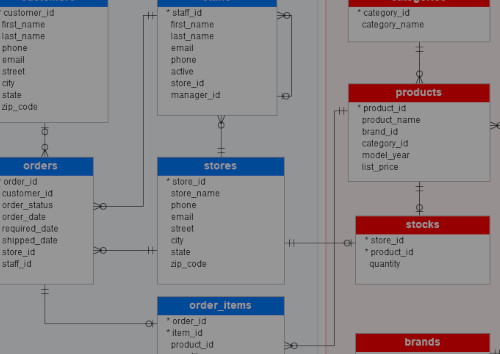 customers
* customer_id
first_name
last_name
phone
email
street
city
state
zip_code
* staff_id
first_name
last_name
email
phone
active
store_id
manager_id
categories
* category_id
category_name
products
* product_id
product_name
brand_id
category_id
model_year
list_price
orders
* order_id
customer_id
order_status
order_date
required_date
shipped_date
store_id
staff_id
stores
* store_id
store_name
phone
email
street
city
state
zip_code
stocks
* store_id
* product_id
quantity
order_items
* order_id
* item_id
product_id
brands